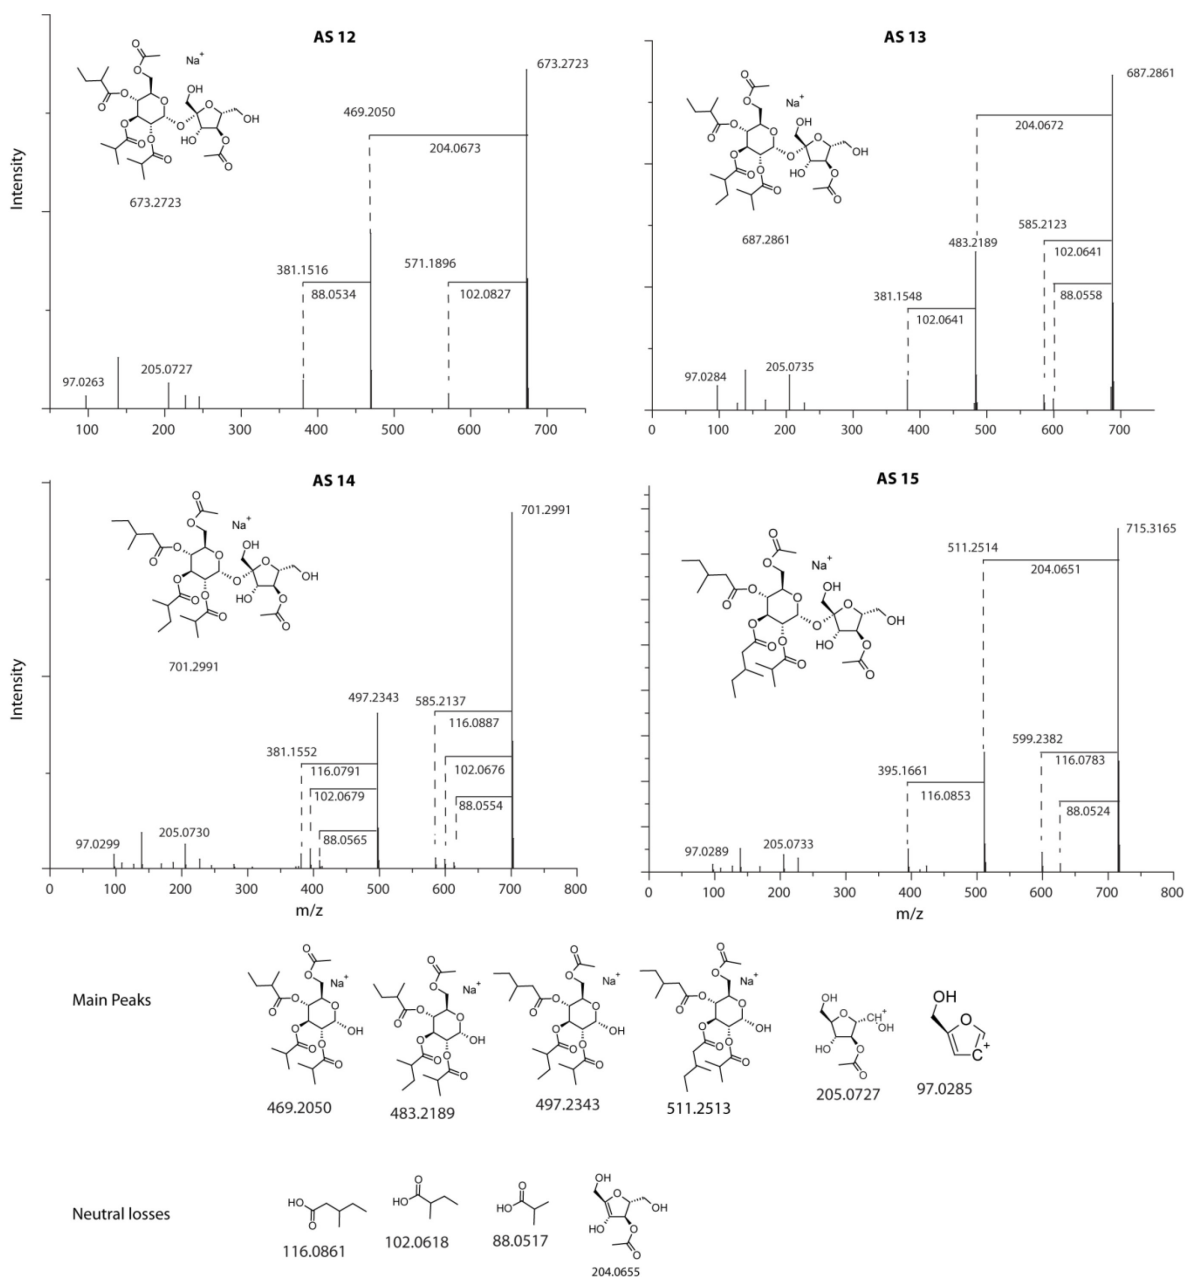 AS 12
Intensity
Na+
673.2723
673.2723
469.2050
204.0673
381.1516
88.0534
571.1896
102.0827
97.0263
205.0727
100 200 300 400 500 600 700
AS 13
Na+
687.2861
687.2861
204.0672
585.2123
483.2189
102.0641
88.0558
381.1548
102.0641
97.0284
205.0735
0 100 200 300 400 500 600 700
AS 14
Intensity
Na+
701.2991
701.2991
497.2343
585.2137
116.0887
381.1552
116.0791
102.0679
102.0676
88.0554
88.0565
97.0299
205.0730
0 100 200 300 400 500 600 700 800
m/z
AS 15
Na+
715.3165
511.2514
204.0651
599.2382
116.0783
395.1661
116.0853
88.0524
97.0289
205.0733
0 100 200 300 400 500 600 700 800
m/z
Main Peaks
Na+
469.2050
Na+
483.2189
Na+
497.2343
Na+
511.2513
205.0727
97.0285
Neutral losses
116.0861
102.0618
88.0517
204.0655